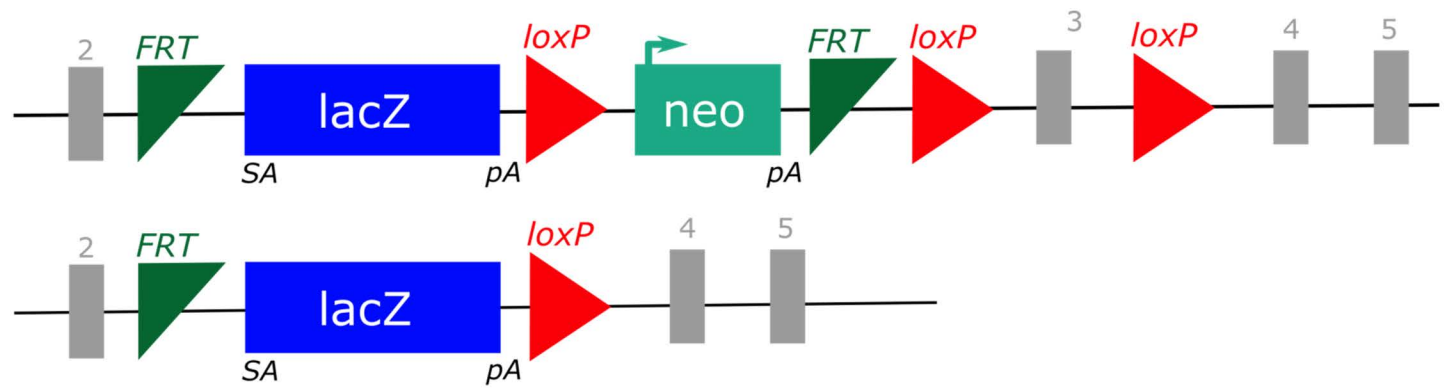 2 FRT loxP FRT loxP 3 loxP 4 5
lacZ neo
SA pA pA
2 FRT loxP 4 5
lacZ
SA pA